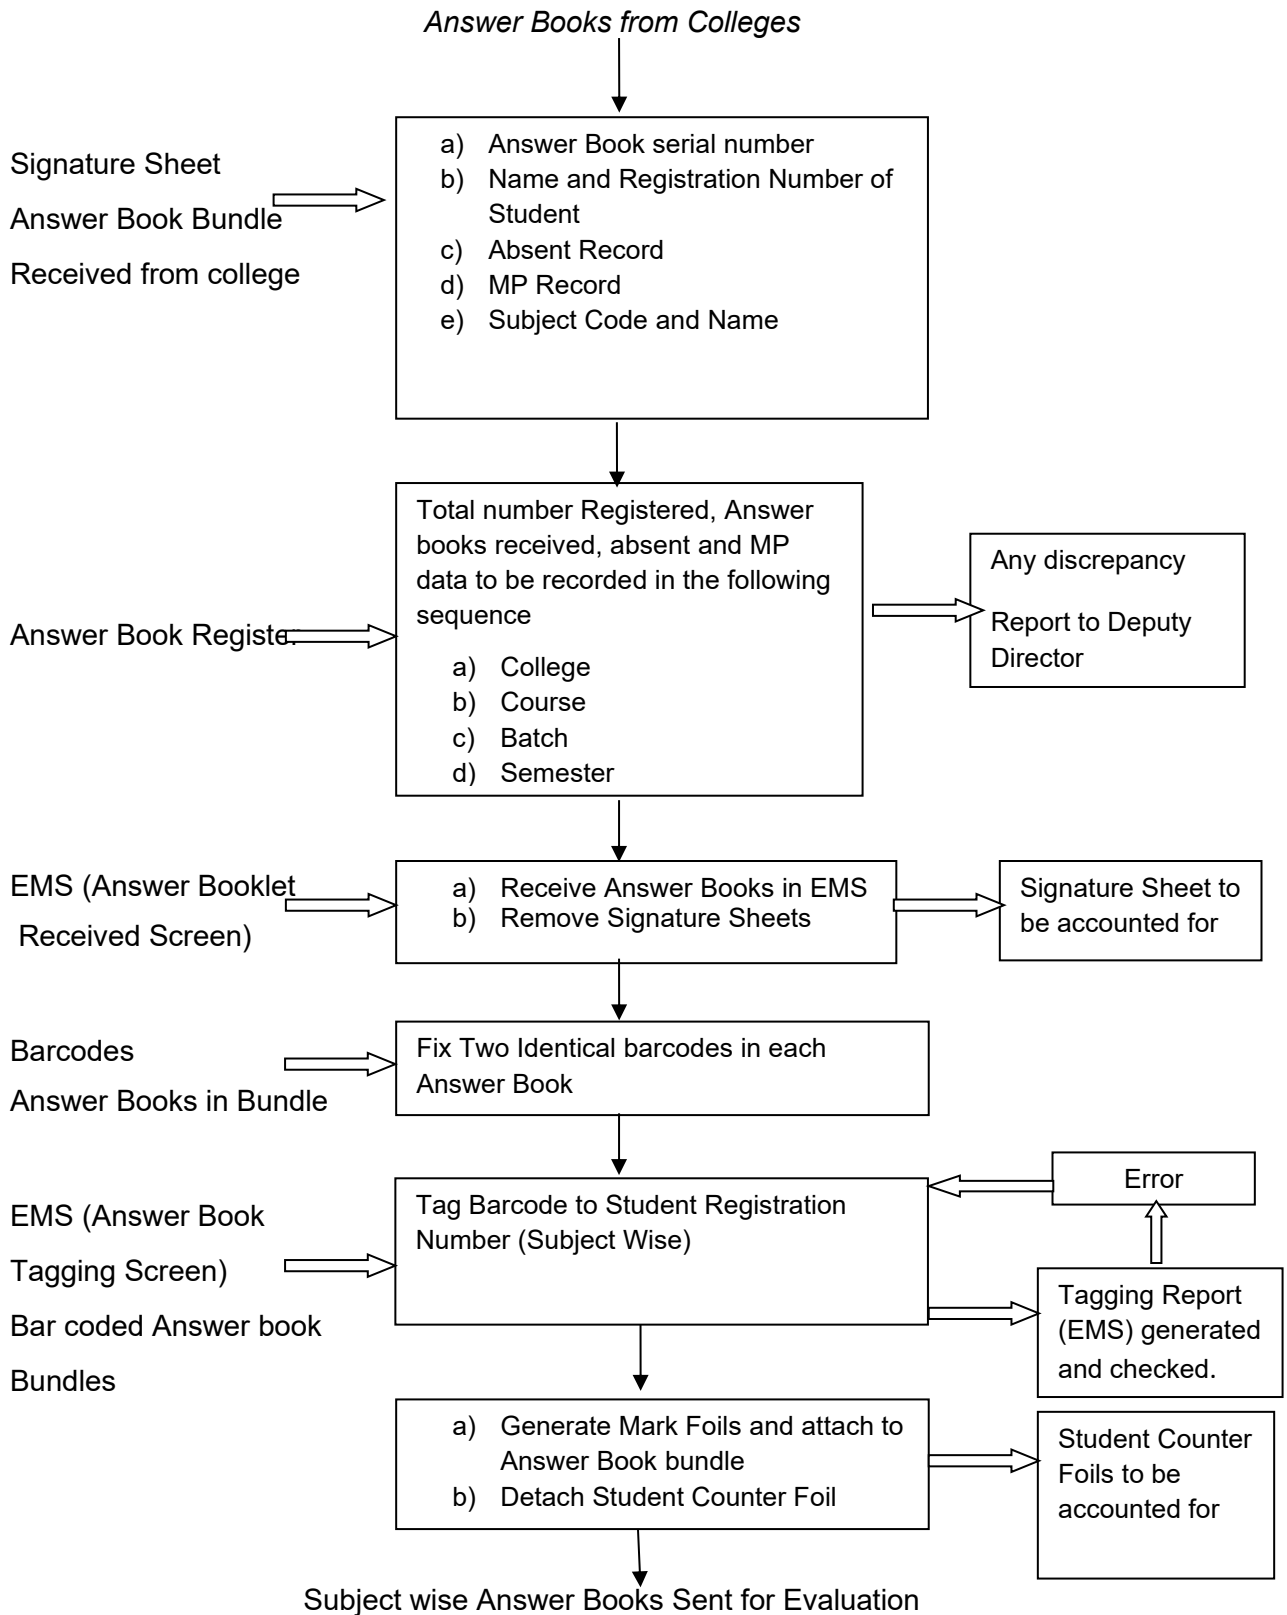 Answer Books from Colleges
Signature Sheet
Answer Book Bundle
Received from college
a) Answer Book serial number
b) Name and Registration Number of
Student
c) Absent Record
d) MP Record
e) Subject Code and Name
Answer Book Register
Total number Registered, Answer
books received, absent and MP
data to be recorded in the following
sequence
a) College
b) Course
c) Batch
d) Semester
Any discrepancy
Report to Deputy
Director
EMS (Answer Booklet
Received Screen)
a) Receive Answer Books in EMS
b) Remove Signature Sheets
Signature Sheet to
be accounted for
Barcodes
Answer Books in Bundle
Fix Two Identical barcodes in each
Answer Book
EMS (Answer Book
Tagging Screen)
Bar coded Answer book
Bundles
Tag Barcode to Student Registration
Number (Subject Wise)
Error
Tagging Report
(EMS) generated
and checked.
a) Generate Mark Foils and attach to
Answer Book bundle
b) Detach Student Counter Foil
Student Counter
Foils to be
accounted for
Subject wise Answer Books Sent for Evaluation